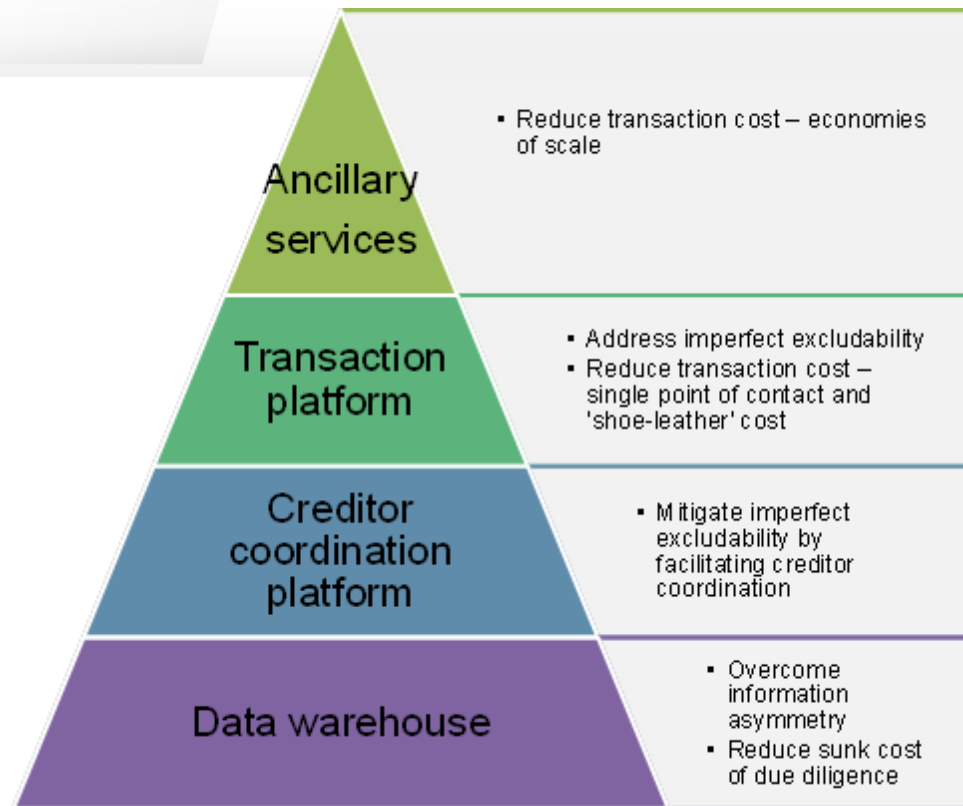 Ancillary
services
▪ Reduce transaction cost – economies
of scale
Transaction
platform
▪ Address imperfect excludability
▪ Reduce transaction cost –
single point of contact and
'shoe-leather' cost
Creditor
coordination
platform
▪ Mitigate imperfect
excludability by
facilitating creditor
coordination
Data warehouse
▪ Overcome
information
asymmetry
▪ Reduce sunk cost
of due diligence